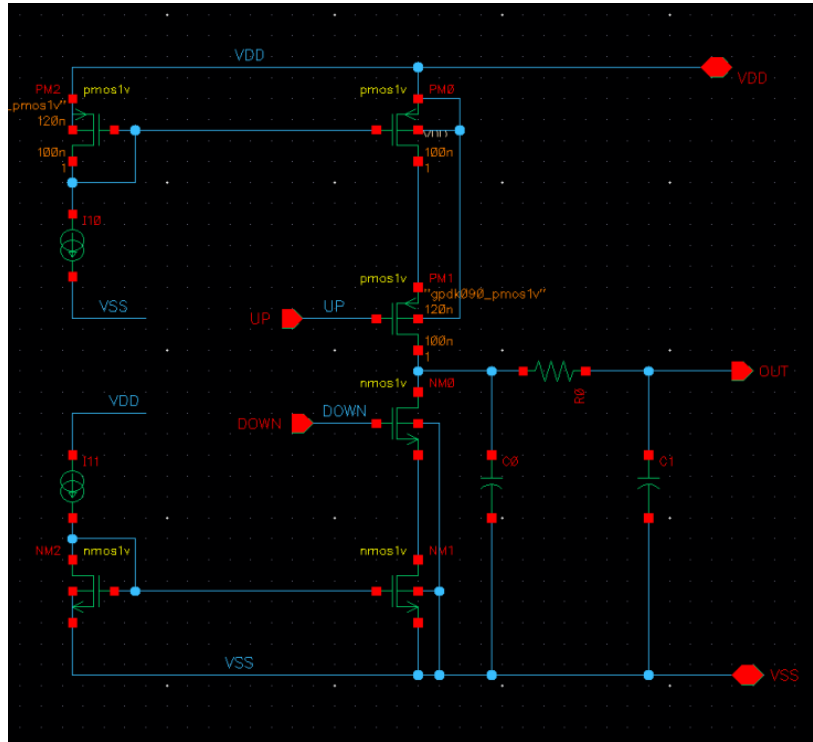 VDD
VDD
PM2
pmos1v
pmos1v
PM0
_pmos1v"
120n
100n
1
100n
1
I10
VSS
pmos1v
PM1
"gpdk090_pmos1v"
UP
UP
120n
100n
1
nmos1v
NM0
OUT
R0
VDD
DOWN
DOWN
I11
C0
C1
NM2
nmos1v
nmos1v
NM1
VSS
VSS